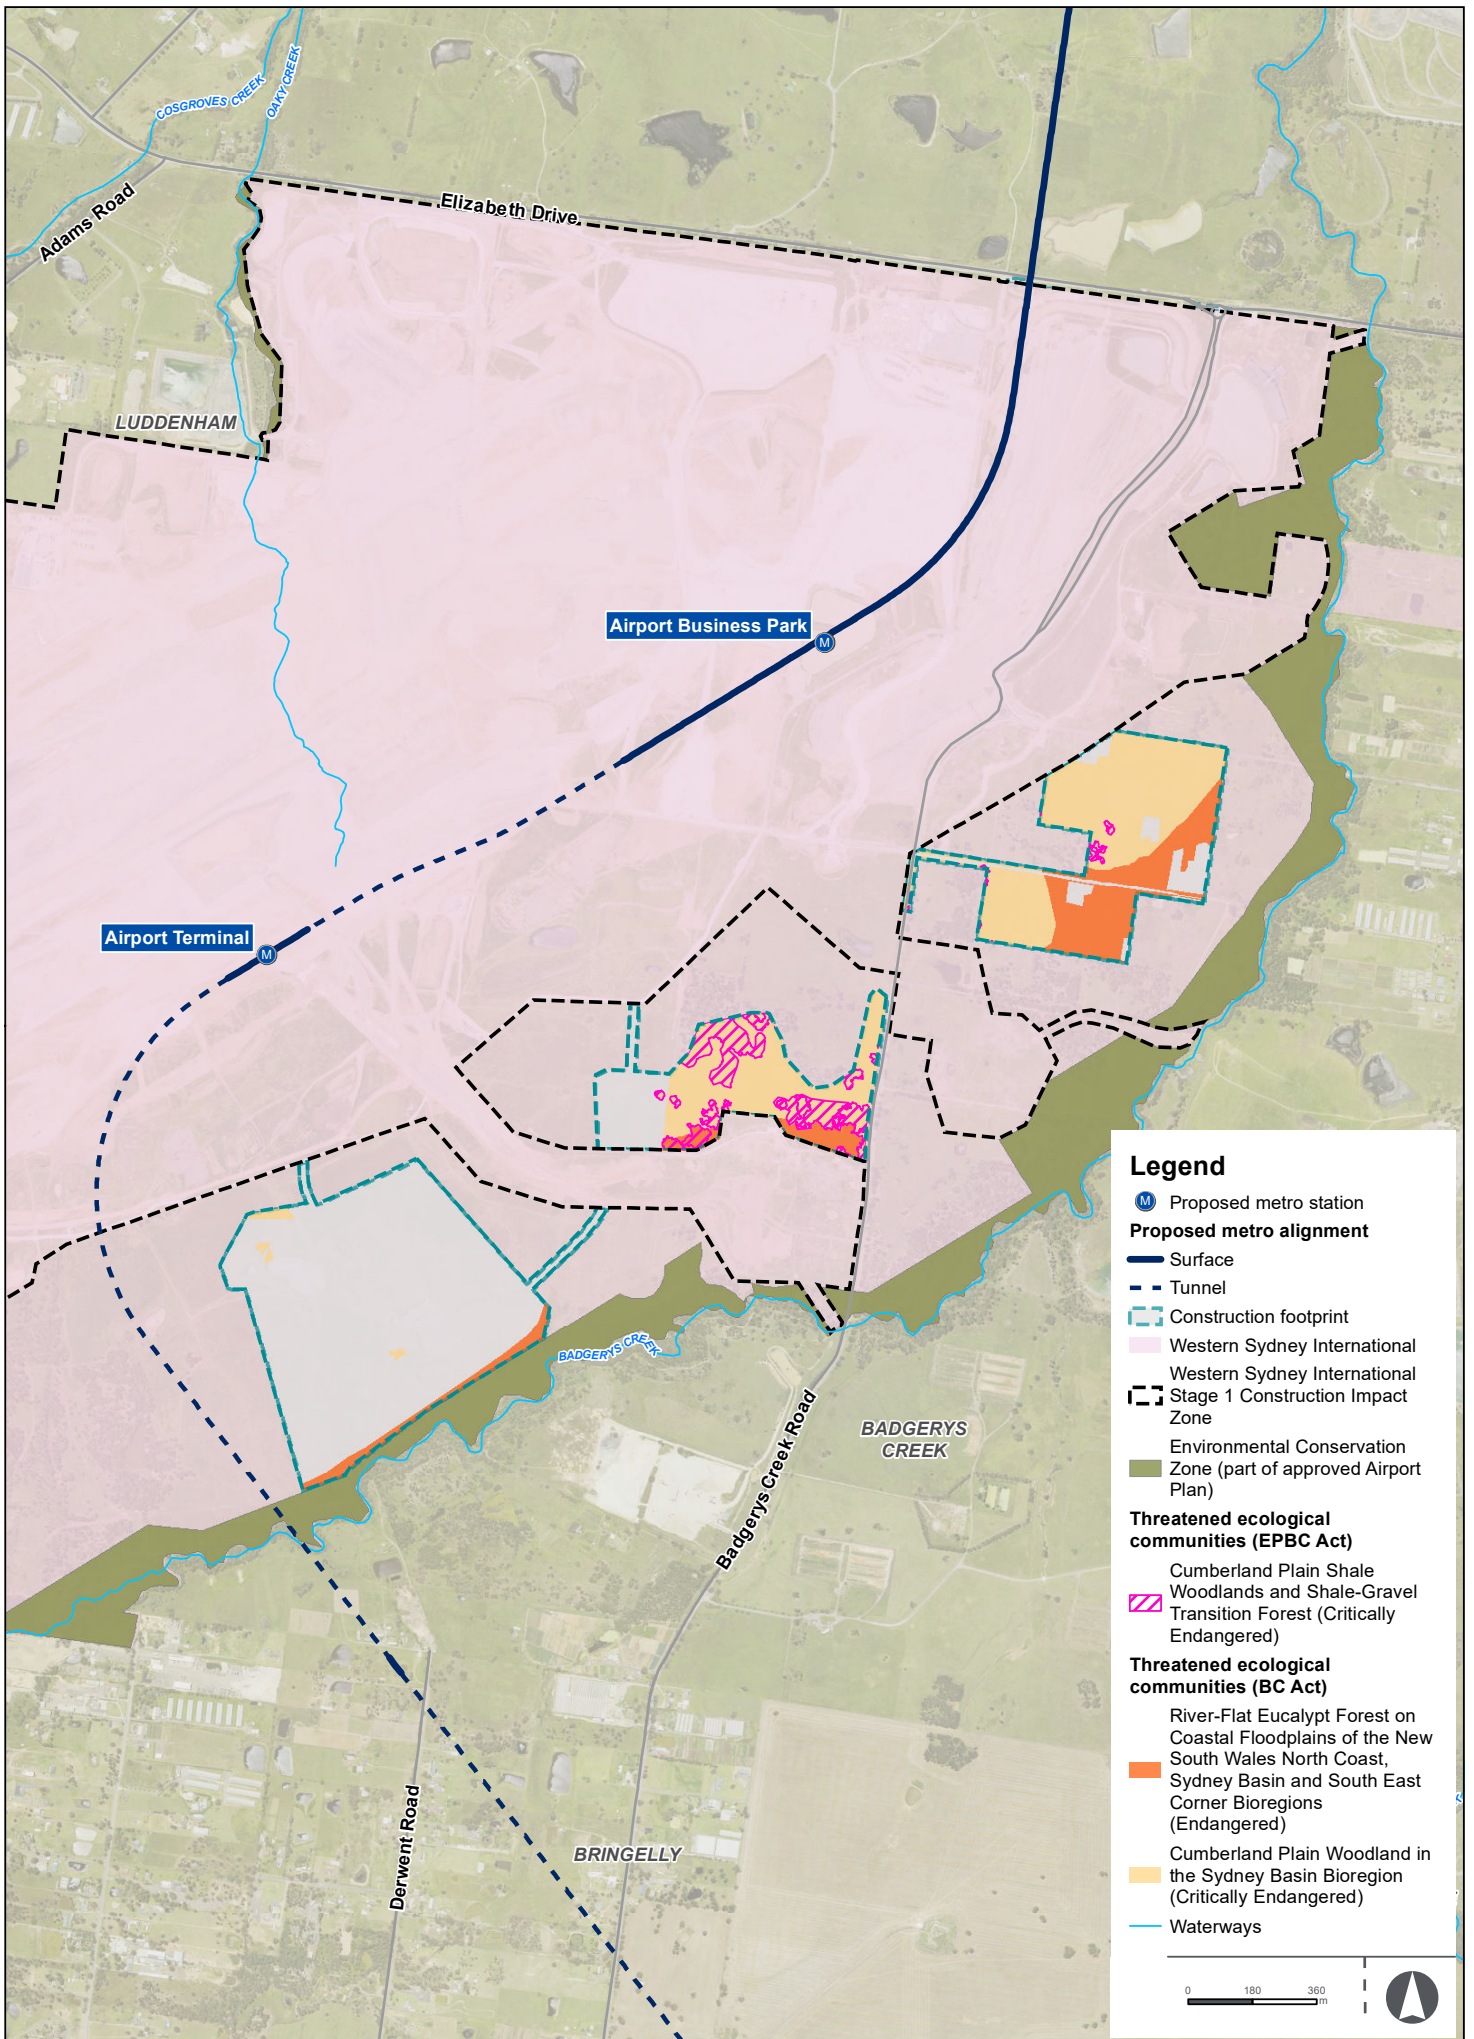 COSGROVES CREEK
OAKY CREEK
Adams Road
Elizabeth Drive
LUDDENHAM
Airport Business Park
M
Airport Terminal
M
BADGERYS CREEK
Badgerys Creek Road
BADGERYS
CREEK
Derwent Road
BRINGELLY
Legend
M Proposed metro station
Proposed metro alignment
Surface
Tunnel
Construction footprint
Western Sydney International
Western Sydney International
Stage 1 Construction Impact
Zone
Environmental Conservation
Zone (part of approved Airport
Plan)
Threatened ecological
communities (EPBC Act)
Cumberland Plain Shale
Woodlands and Shale-Gravel
Transition Forest (Critically
Endangered)
Threatened ecological
communities (BC Act)
River-Flat Eucalypt Forest on
Coastal Floodplains of the New
South Wales North Coast,
Sydney Basin and South East
Corner Bioregions
(Endangered)
Cumberland Plain Woodland in
the Sydney Basin Bioregion
(Critically Endangered)
Waterways
0 180 360
m